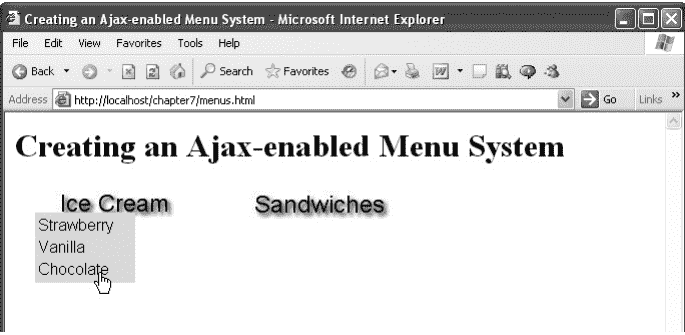 Creating an Ajax-enabled Menu System - Microsoft Internet Explorer
File Edit View Favorites Tools Help
Back Search Favorites
Address http://localhost/chapter7/menus.html Go Links »
Creating an Ajax-enabled Menu System
Ice Cream Sandwiches
Strawberry
Vanilla
Chocolate